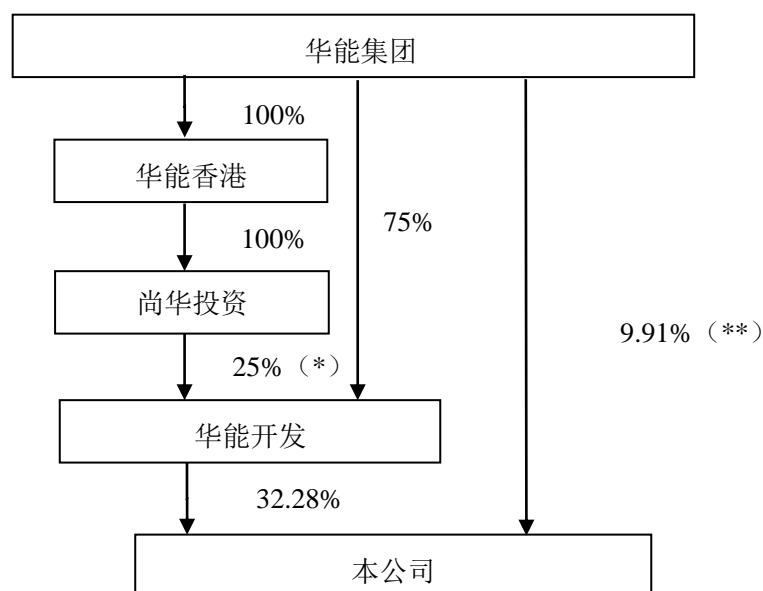 华能集团
100%
华能香港
75%
100%
尚华投资
9.91%（**）
25%（*）
华能开发
32.28%
本公司